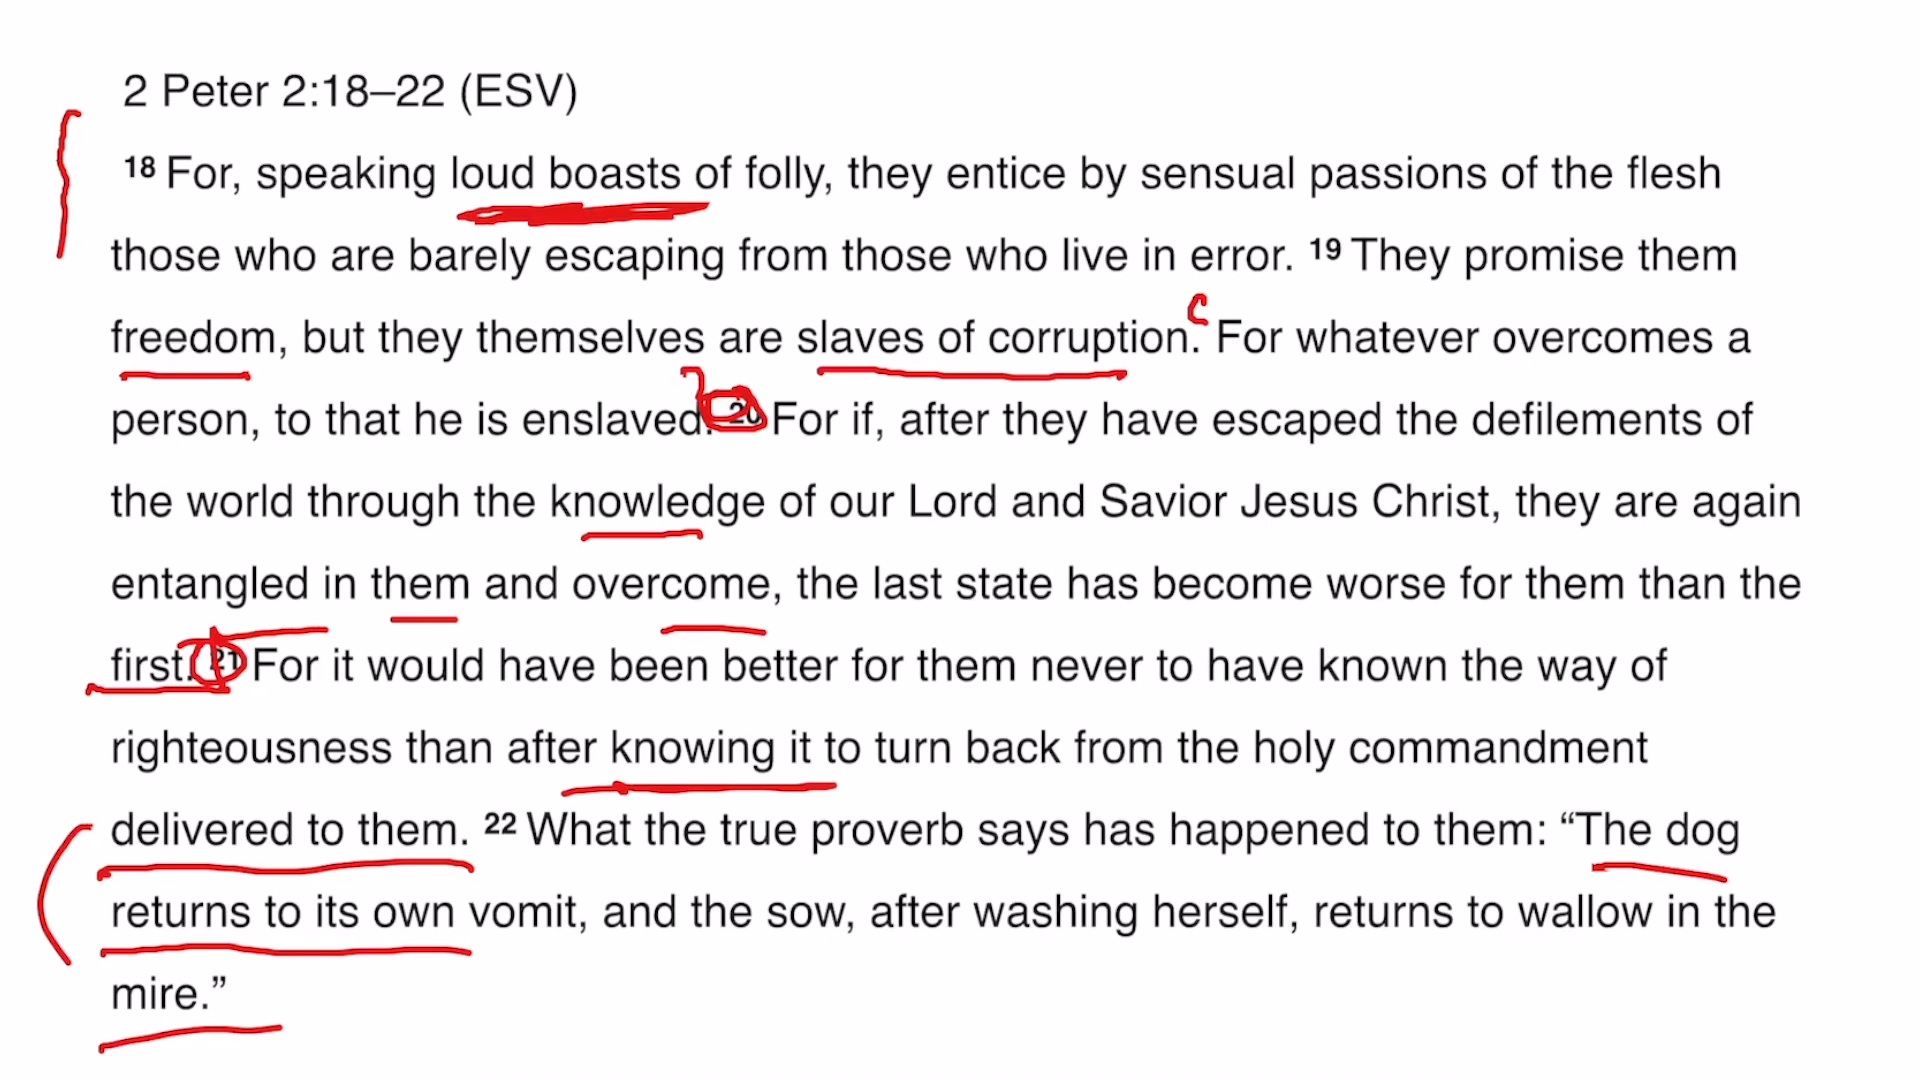 2 Peter 2:18–22 (ESV)
18 For, speaking loud boasts of folly, they entice by sensual passions of the flesh
those who are barely escaping from those who live in error. 19 They promise them
freedom, but they themselves are slaves of corruption. For whatever overcomes a
person, to that he is enslaved. 20 For if, after they have escaped the defilements of
the world through the knowledge of our Lord and Savior Jesus Christ, they are again
entangled in them and overcome, the last state has become worse for them than the
first. 21 For it would have been better for them never to have known the way of
righteousness than after knowing it to turn back from the holy commandment
delivered to them. 22 What the true proverb says has happened to them: “The dog
returns to its own vomit, and the sow, after washing herself, returns to wallow in the
mire.”